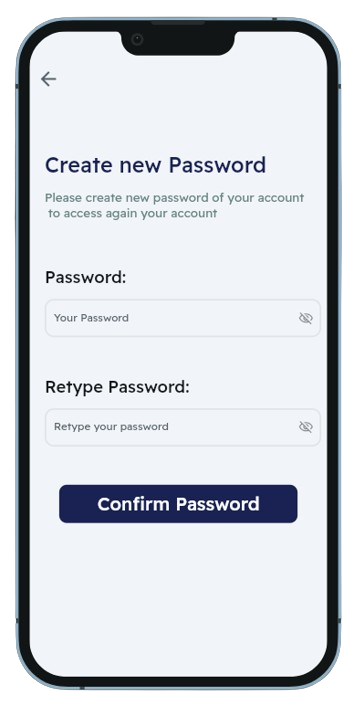 Create new Password
Please create new password of your account
to access again your account
Password:
Your Password
Retype Password:
Retype your password
Confirm Password